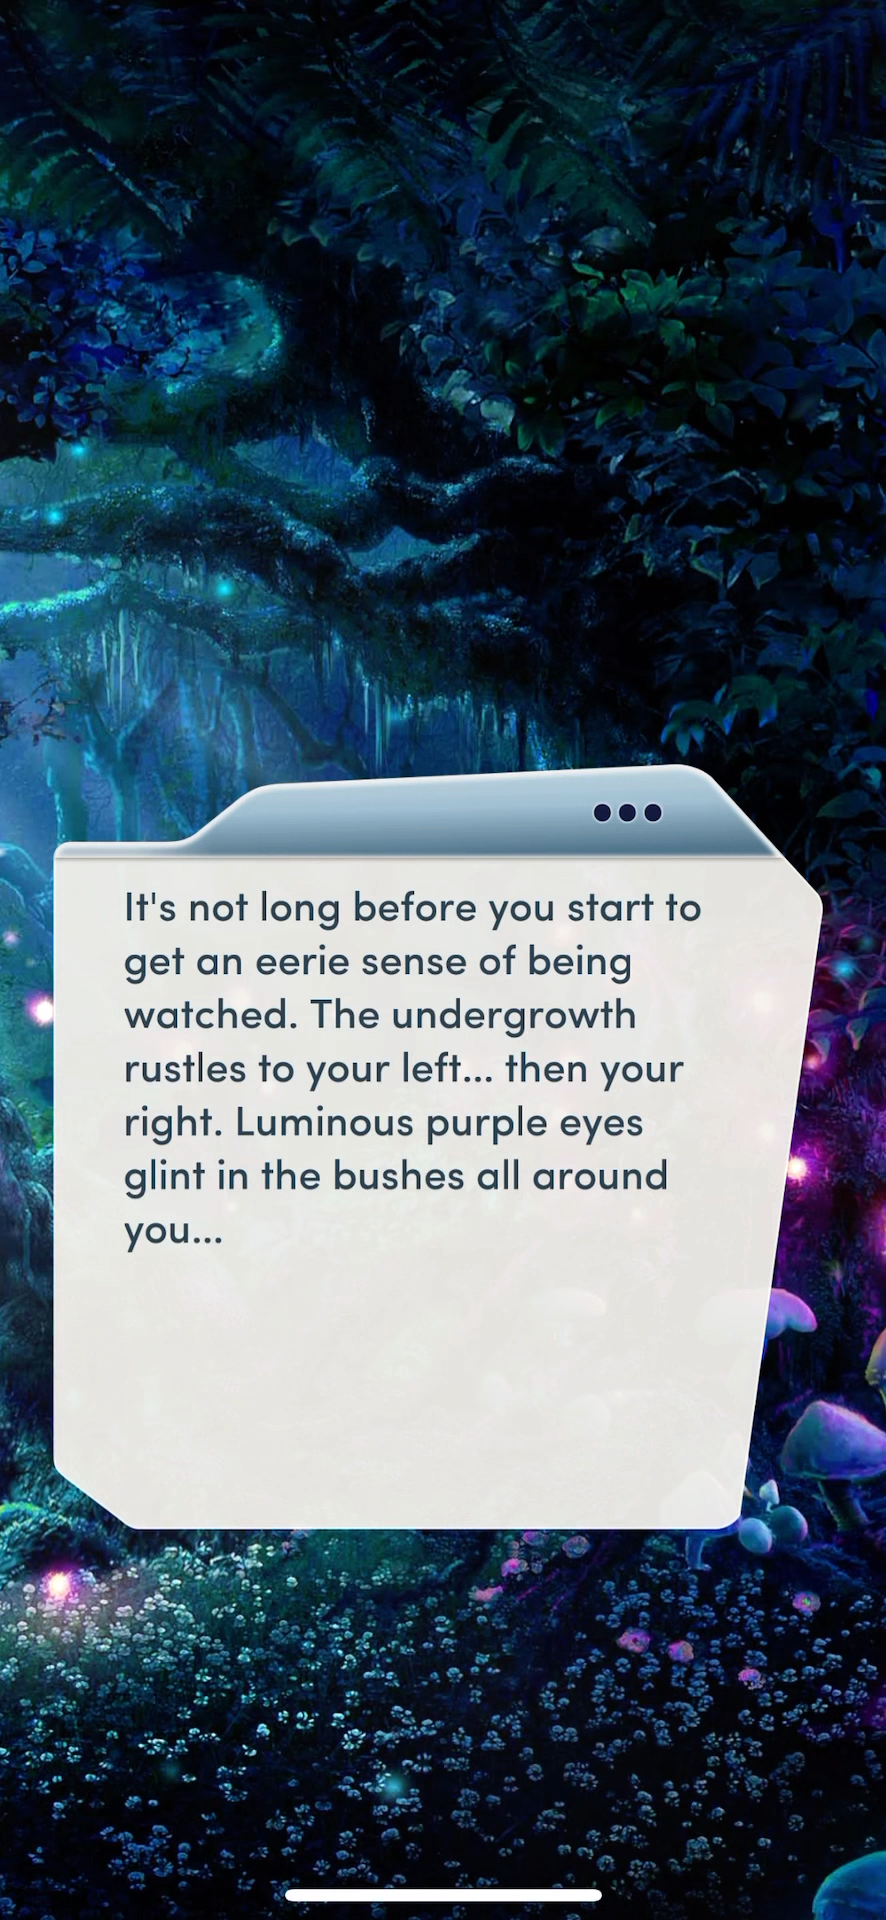 It's not long before you start to
get an eerie sense of being
watched. The undergrowth
rustles to your left... then your
right. Luminous purple eyes
glint in the bushes all around
you...